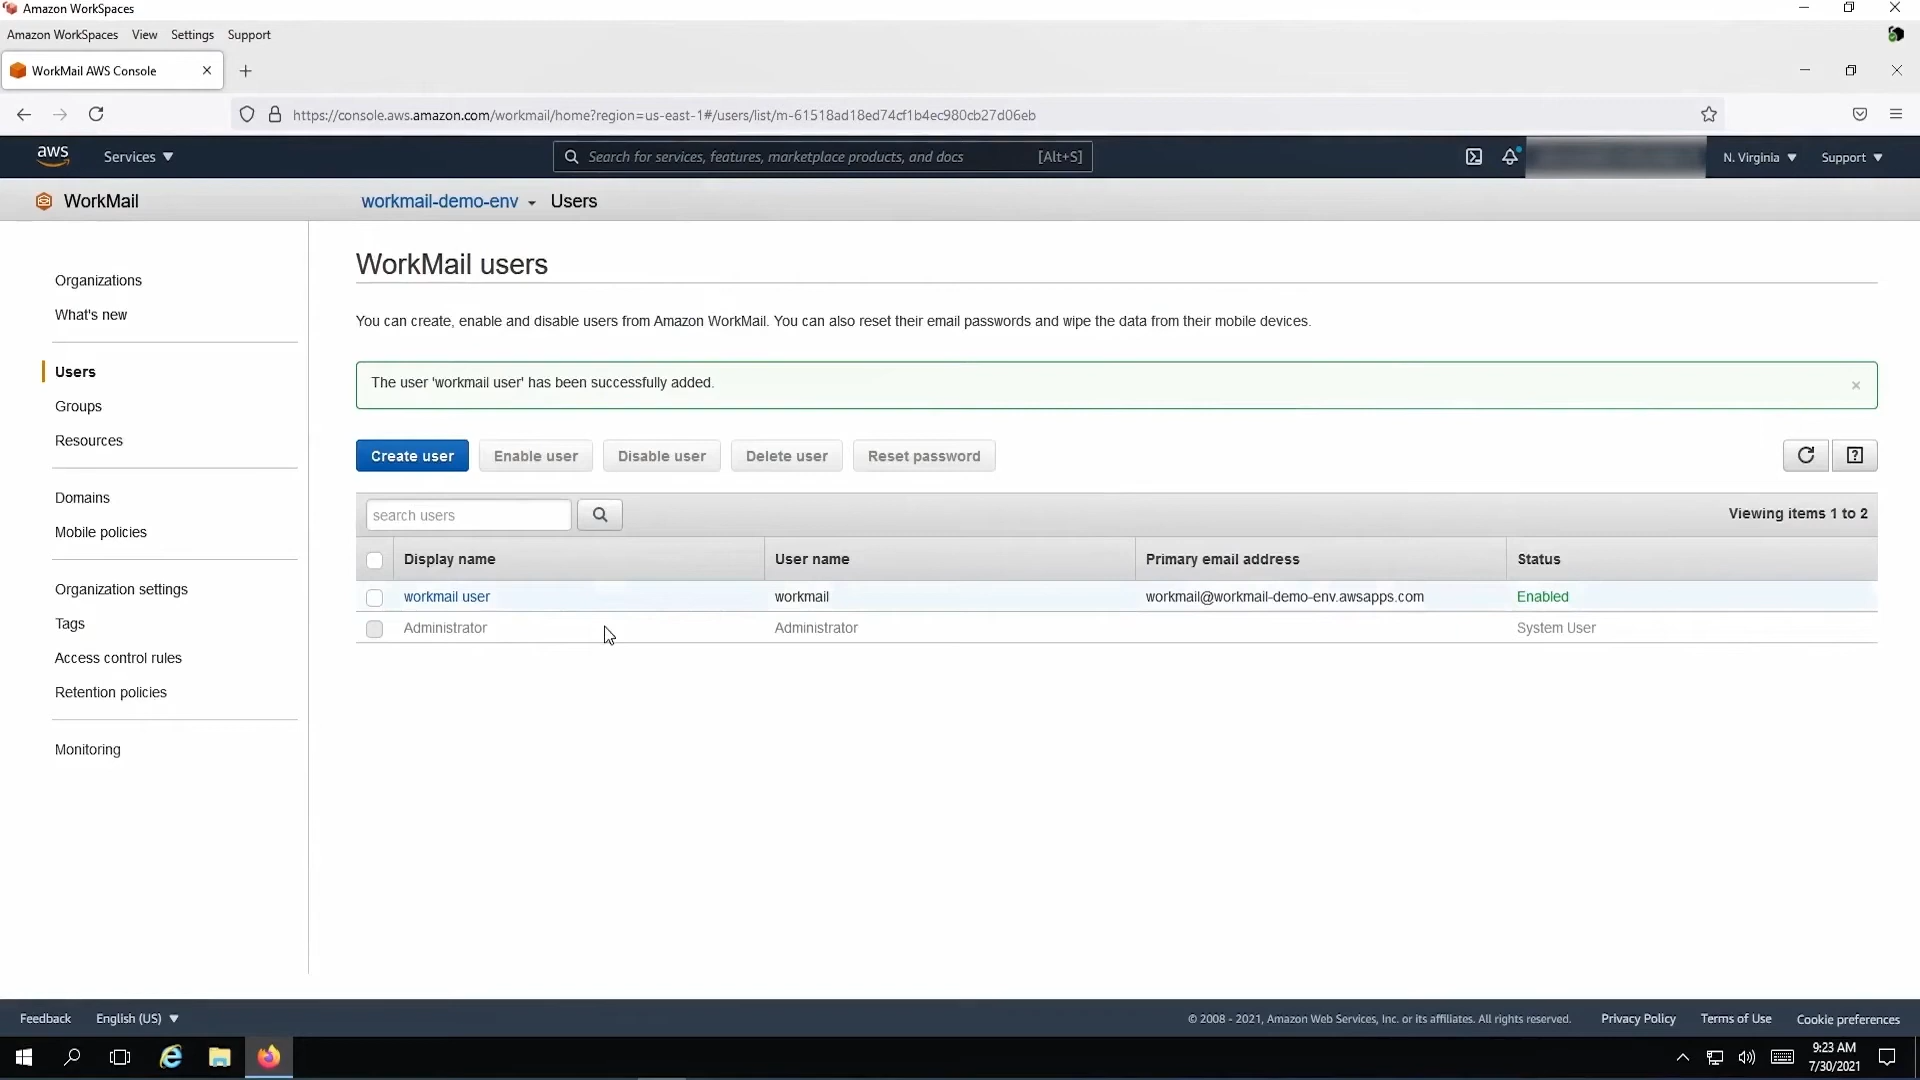 Amazon WorkSpaces
Amazon WorkSpaces View Settings Support
WorkMail AWS Console
https://console.aws.amazon.com/workmail/home?region=us-east-1#/users/list/m-61518ad18ed74cf1b4ec980cb27d06eb
aws Services Search for services, features, marketplace products, and docs [Alt+S] N. Virginia Support
WorkMail workmail-demo-env Users
Organizations
What's new
Users
Groups
Resources
Domains
Mobile policies
Organization settings
Tags
Access control rules
Retention policies
Monitoring
WorkMail users
You can create, enable and disable users from Amazon WorkMail. You can also reset their email passwords and wipe the data from their mobile devices.
The user 'workmail user' has been successfully added.
Create user Enable user Disable user Delete user Reset password
search users Viewing items 1 to 2
Display name User name Primary email address Status
workmail user workmail workmail@workmail-demo-env.awsapps.com Enabled
Administrator Administrator System User
Feedback English (US) © 2008 - 2021, Amazon Web Services, Inc. or its affiliates. All rights reserved. Privacy Policy Terms of Use Cookie preferences
9:23 AM
7/30/2021